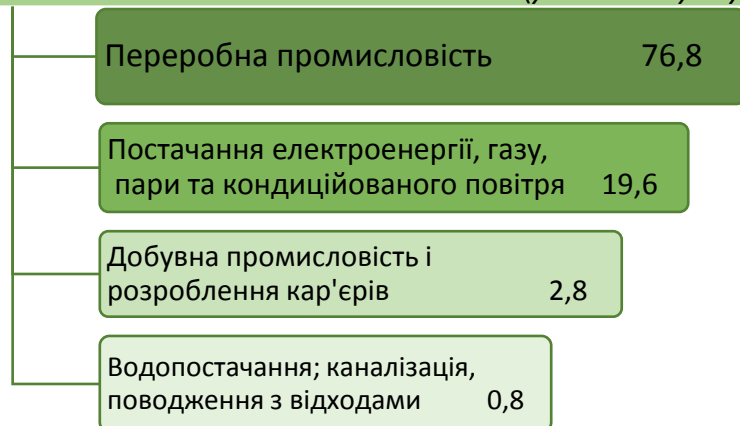 Переробна промисловість 76,8
Постачання електроенергії, газу,
пари та кондиційованого повітря 19,6
Добувна промисловість і
розроблення кар'єрів 2,8
Водопостачання; каналізація,
поводження з відходами 0,8